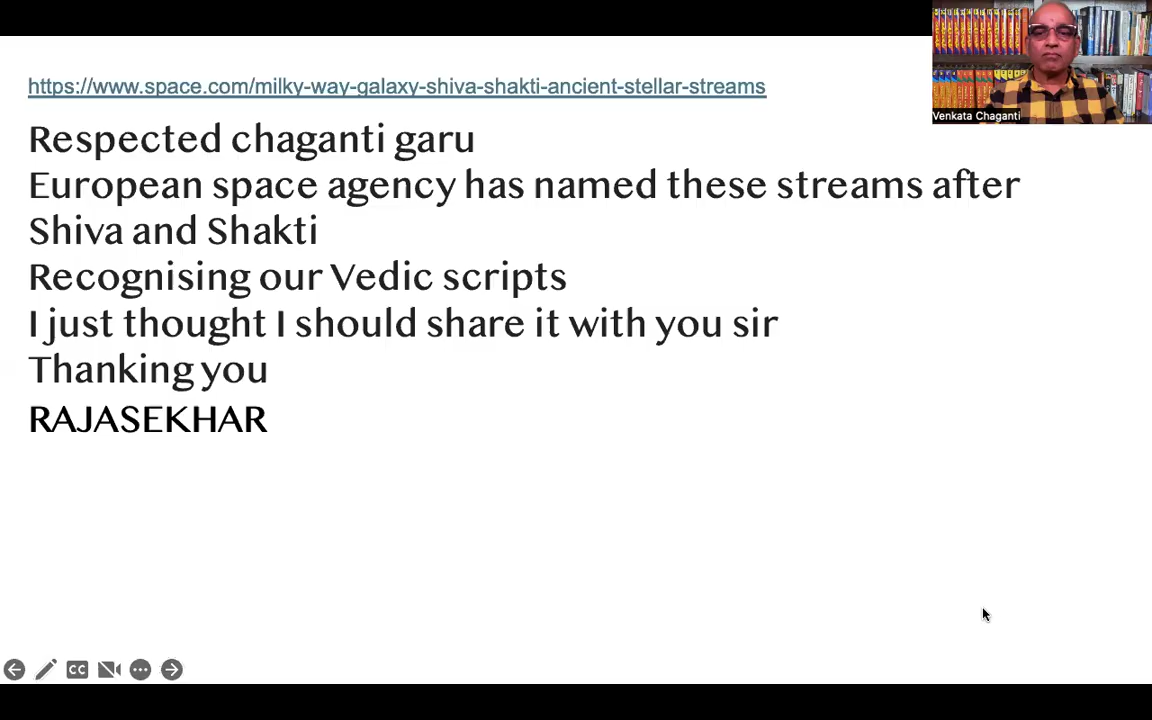 https://www.space.com/milky-way-galaxy-shiva-shakti-ancient-stellar-streams
Respected chaganti garu
European space agency has named these streams after
Shiva and Shakti
Recognising our Vedic scripts
I just thought I should share it with you sir
Thanking you
RAJASEKHAR
Venkata Chaganti
CC